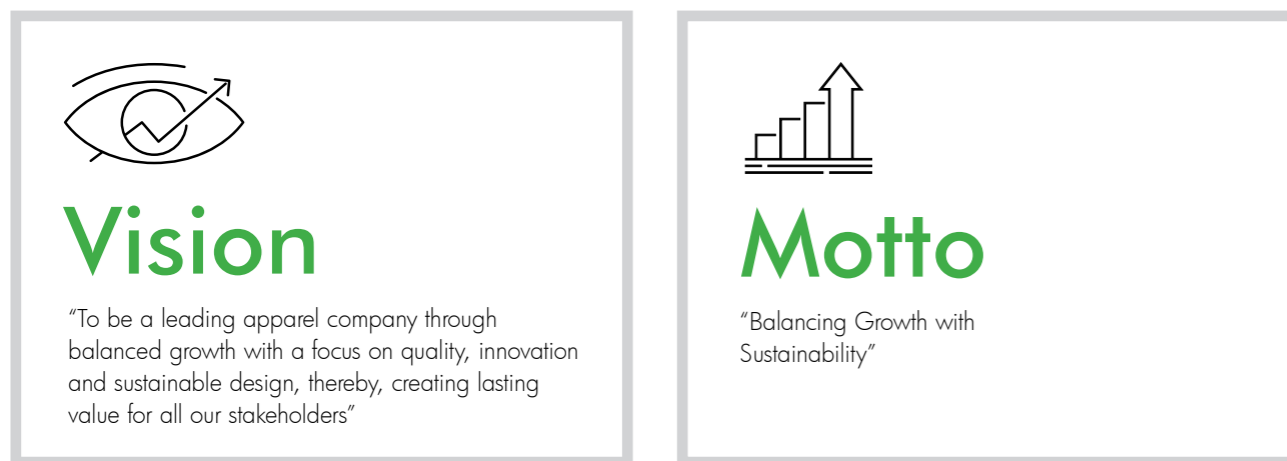 Vision
“To be a leading apparel company through
balanced growth with a focus on quality, innovation
and sustainable design, thereby, creating lasting
value for all our stakeholders”
Motto
“Balancing Growth with
Sustainability”